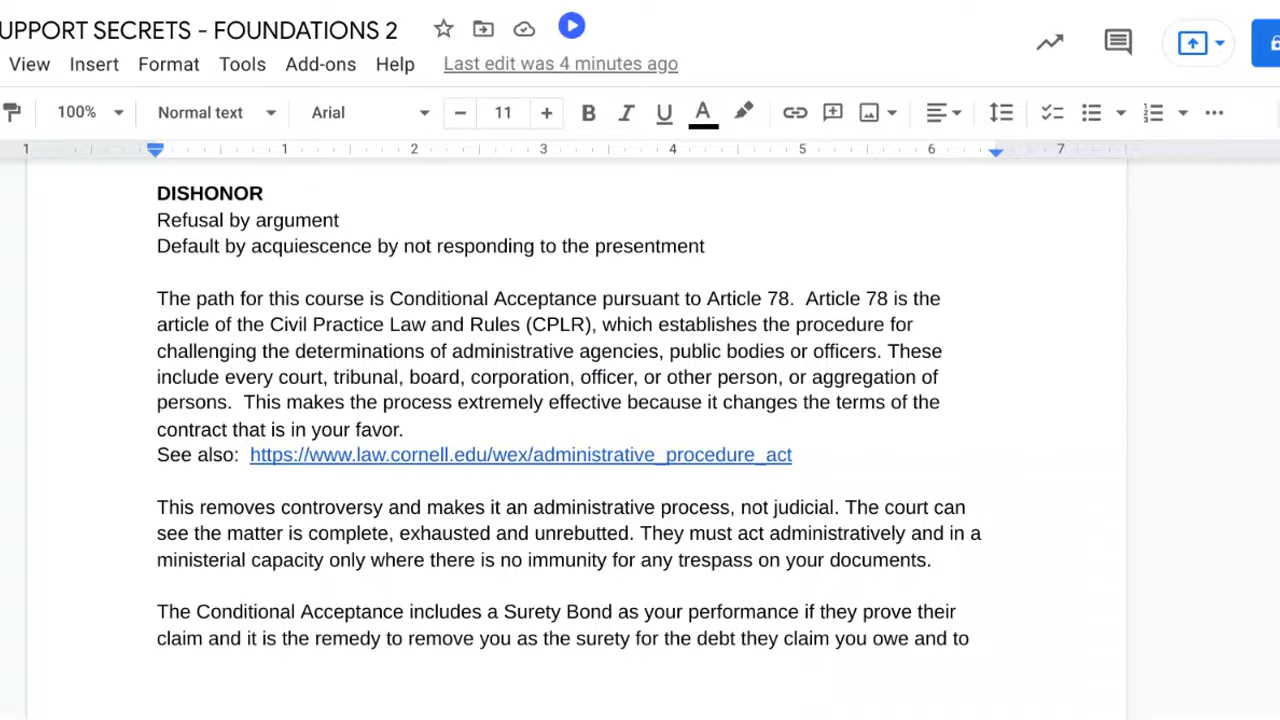 UPPORT SECRETS - FOUNDATIONS 2
View Insert Format Tools Add-ons Help Last edit was 4 minutes ago
100% Normal text Arial 11 B I U A
1 1 2 3 4 5 6 7
DISHONOR
Refusal by argument
Default by acquiescence by not responding to the presentment
The path for this course is Conditional Acceptance pursuant to Article 78.  Article 78 is the
article of the Civil Practice Law and Rules (CPLR), which establishes the procedure for
challenging the determinations of administrative agencies, public bodies or officers. These
include every court, tribunal, board, corporation, officer, or other person, or aggregation of
persons.  This makes the process extremely effective because it changes the terms of the
contract that is in your favor.
See also:  https://www.law.cornell.edu/wex/administrative_procedure_act
This removes controversy and makes it an administrative process, not judicial. The court can
see the matter is complete, exhausted and unrebutted. They must act administratively and in a
ministerial capacity only where there is no immunity for any trespass on your documents.
The Conditional Acceptance includes a Surety Bond as your performance if they prove their
claim and it is the remedy to remove you as the surety for the debt they claim you owe and to